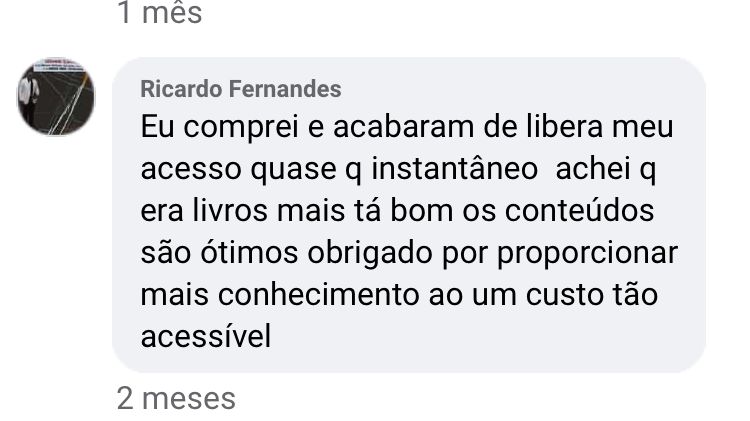 1 mês
Ricardo Fernandes
Eu comprei e acabaram de libera meu
acesso quase q instantâneo  achei q
era livros mais tá bom os conteúdos
são ótimos obrigado por proporcionar
mais conhecimento ao um custo tão
acessível
2 meses